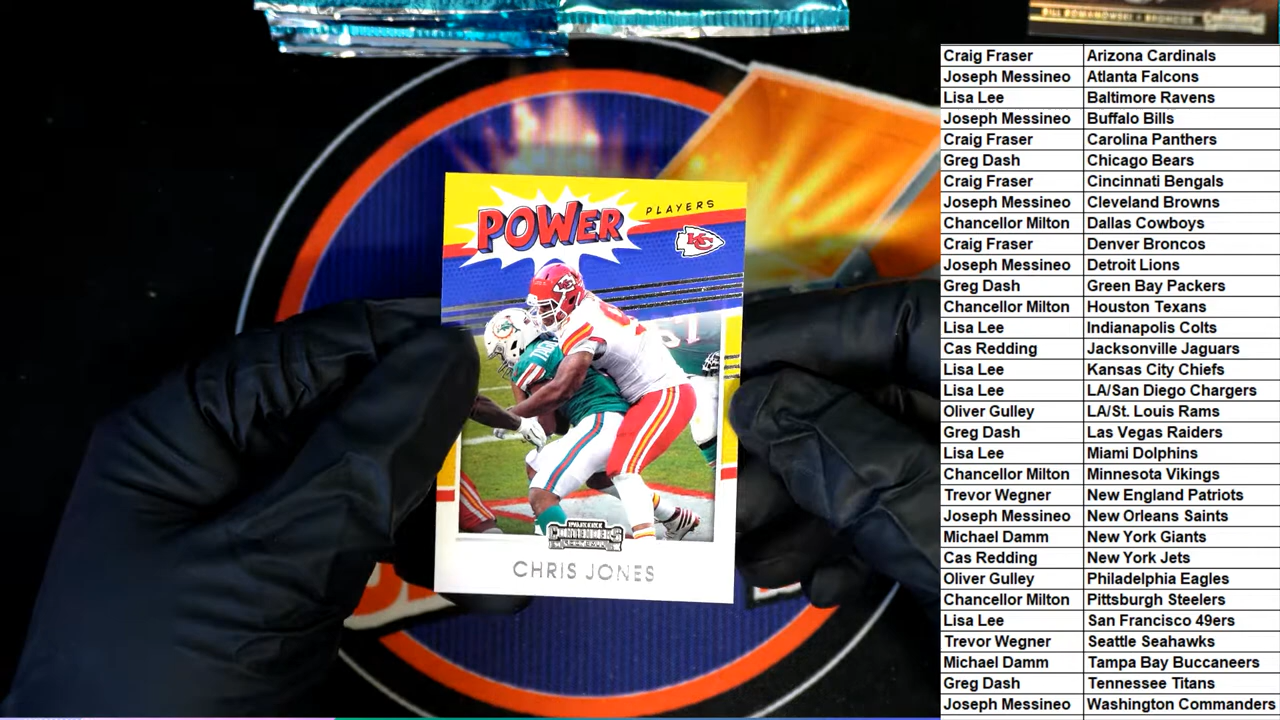 BILL ROMANOWSKI • BRONCOS
POWER PLAYERS
KC
CONTENDERS
CHRIS JONES
Craig Fraser Arizona Cardinals
Joseph Messineo Atlanta Falcons
Lisa Lee Baltimore Ravens
Joseph Messineo Buffalo Bills
Craig Fraser Carolina Panthers
Greg Dash Chicago Bears
Craig Fraser Cincinnati Bengals
Joseph Messineo Cleveland Browns
Chancellor Milton Dallas Cowboys
Craig Fraser Denver Broncos
Joseph Messineo Detroit Lions
Greg Dash Green Bay Packers
Chancellor Milton Houston Texans
Lisa Lee Indianapolis Colts
Cas Redding Jacksonville Jaguars
Lisa Lee Kansas City Chiefs
Lisa Lee LA/San Diego Chargers
Oliver Gulley LA/St. Louis Rams
Greg Dash Las Vegas Raiders
Lisa Lee Miami Dolphins
Chancellor Milton Minnesota Vikings
Trevor Wegner New England Patriots
Joseph Messineo New Orleans Saints
Michael Damm New York Giants
Cas Redding New York Jets
Oliver Gulley Philadelphia Eagles
Chancellor Milton Pittsburgh Steelers
Lisa Lee San Francisco 49ers
Trevor Wegner Seattle Seahawks
Michael Damm Tampa Bay Buccaneers
Greg Dash Tennessee Titans
Joseph Messineo Washington Commanders